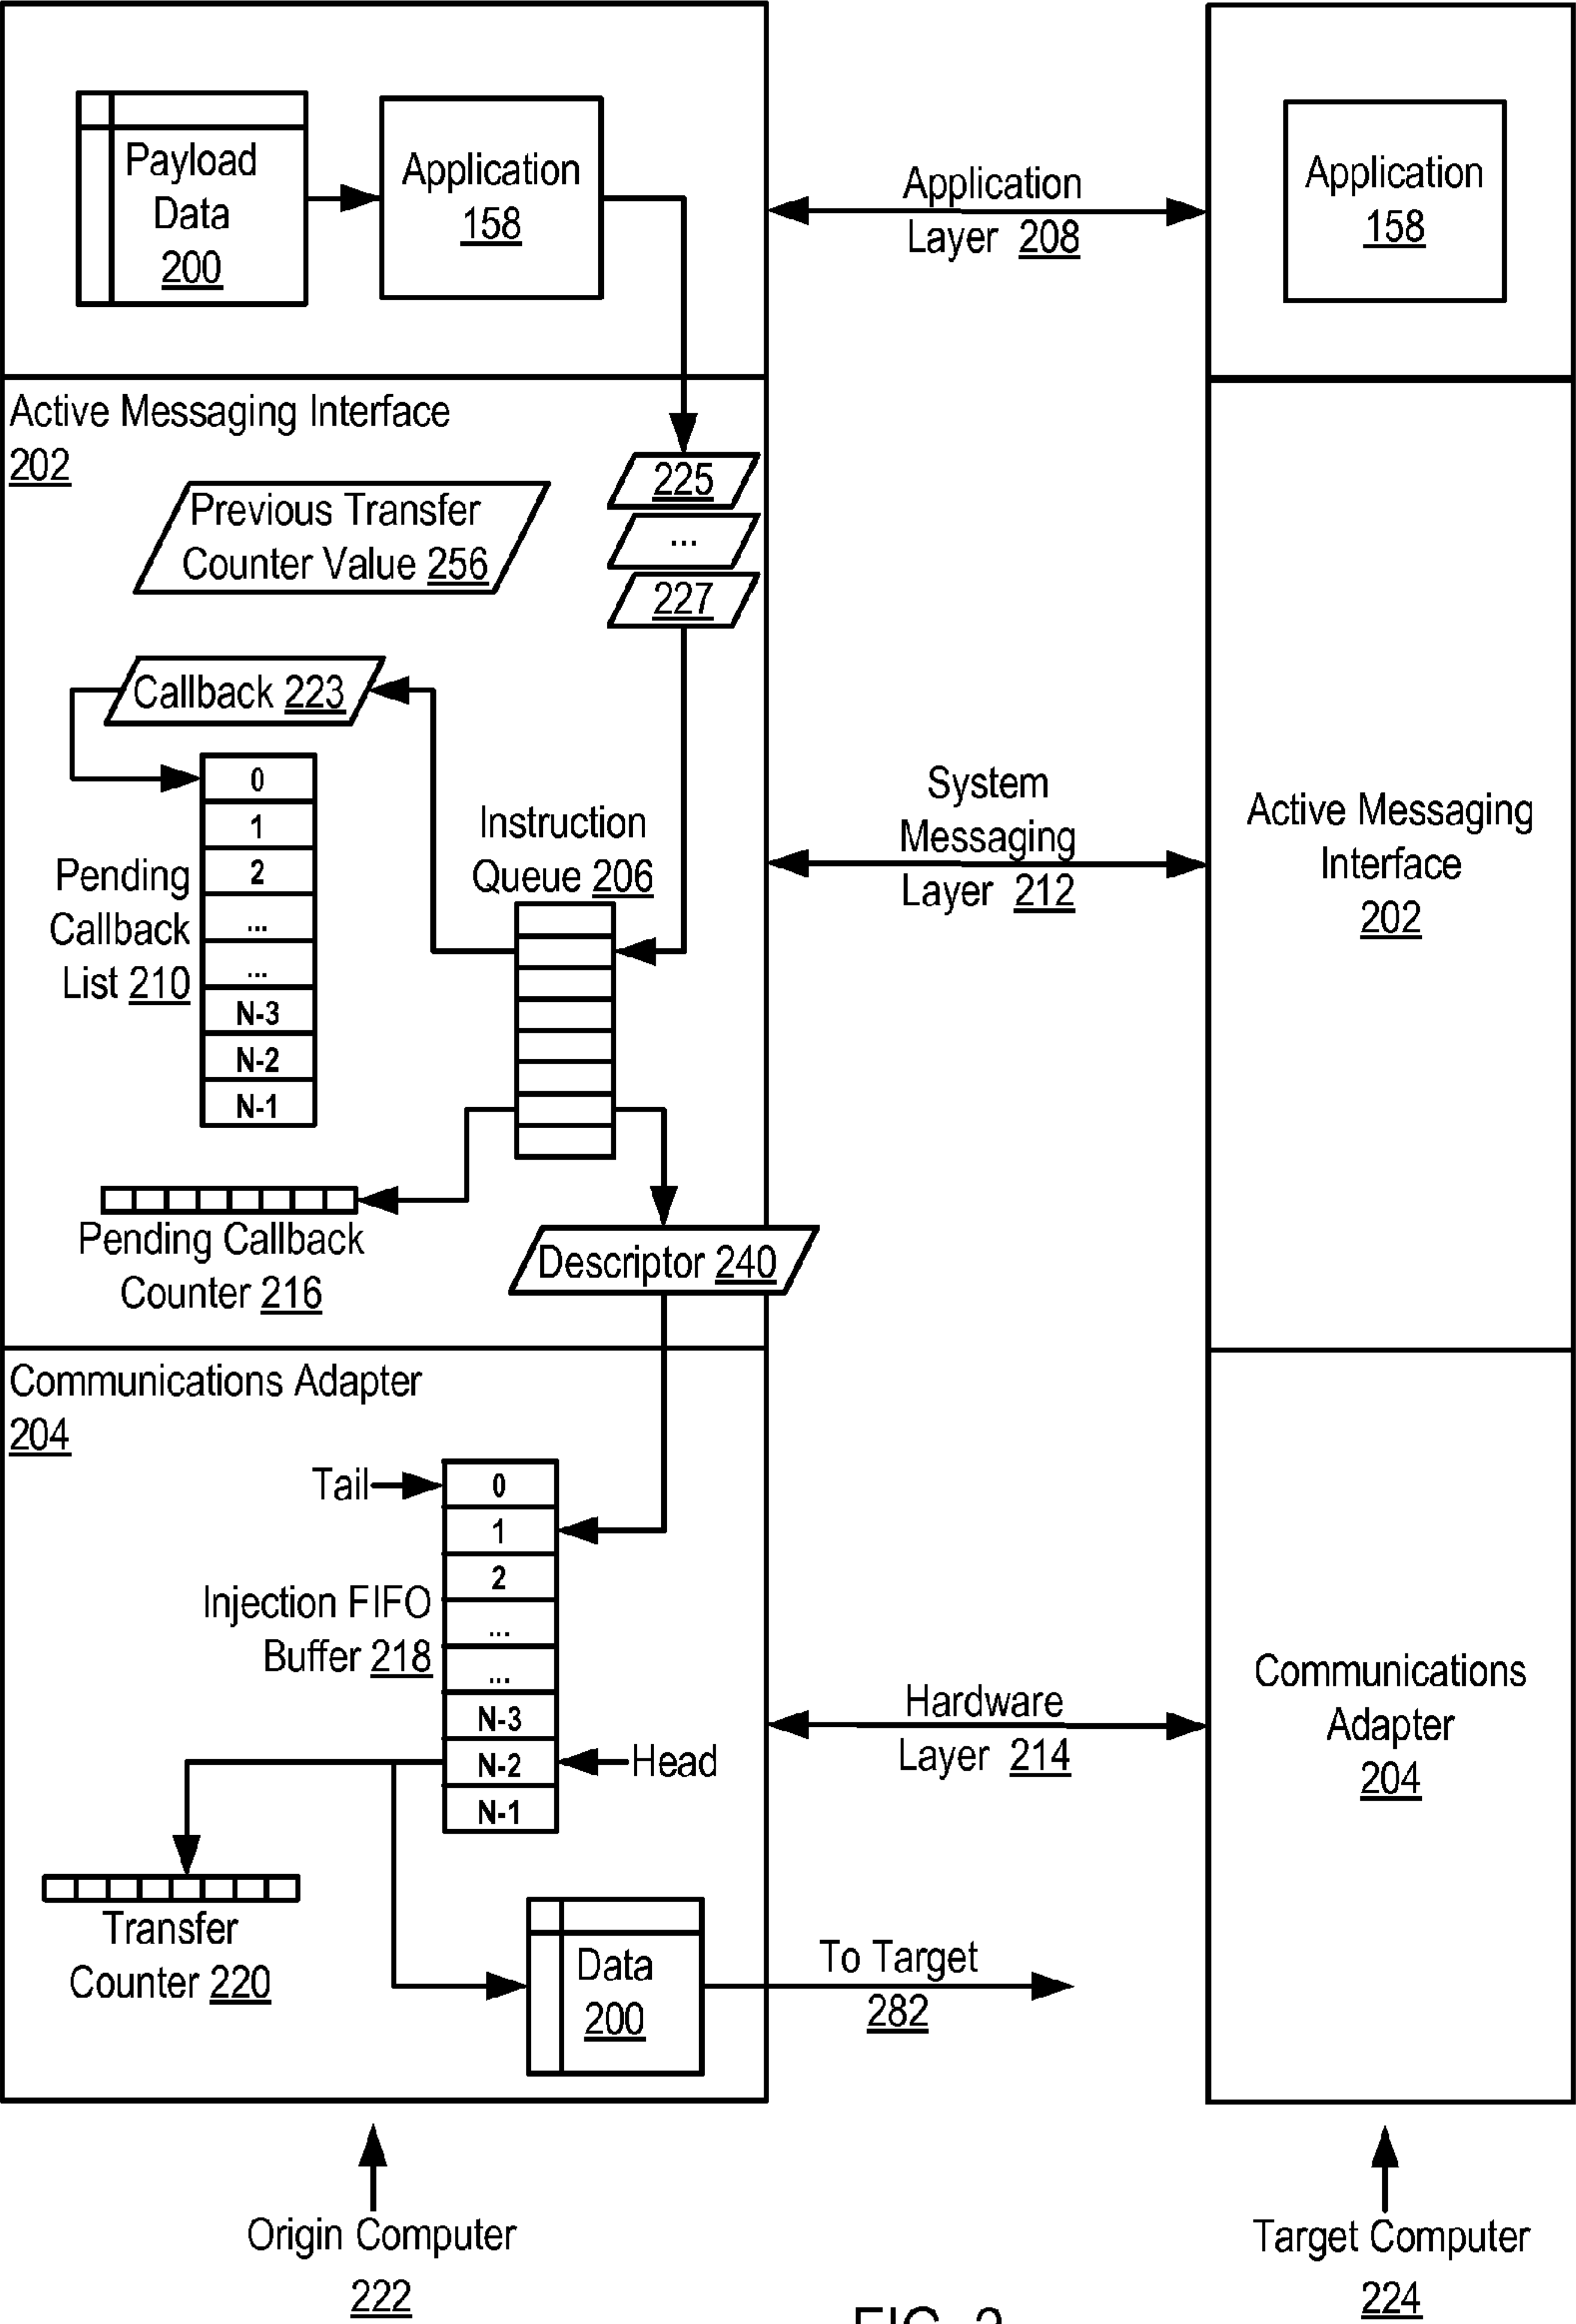 Payload
Data
200
Application
158
Application
Layer 208
Application
158
Active Messaging Interface
202
225
...
227
Previous Transfer
Counter Value 256
Callback 223
0
1
2
...
...
N-3
N-2
N-1
Pending
Callback
List 210
Instruction
Queue 206
System
Messaging
Layer 212
Active Messaging
Interface
202
Pending Callback
Counter 216
Descriptor 240
Communications Adapter
204
Tail
0
1
2
...
...
N-3
N-2
N-1
Injection FIFO
Buffer 218
Head
Hardware
Layer 214
Communications
Adapter
204
Transfer
Counter 220
Data
200
To Target
282
Origin Computer
222
Target Computer
224